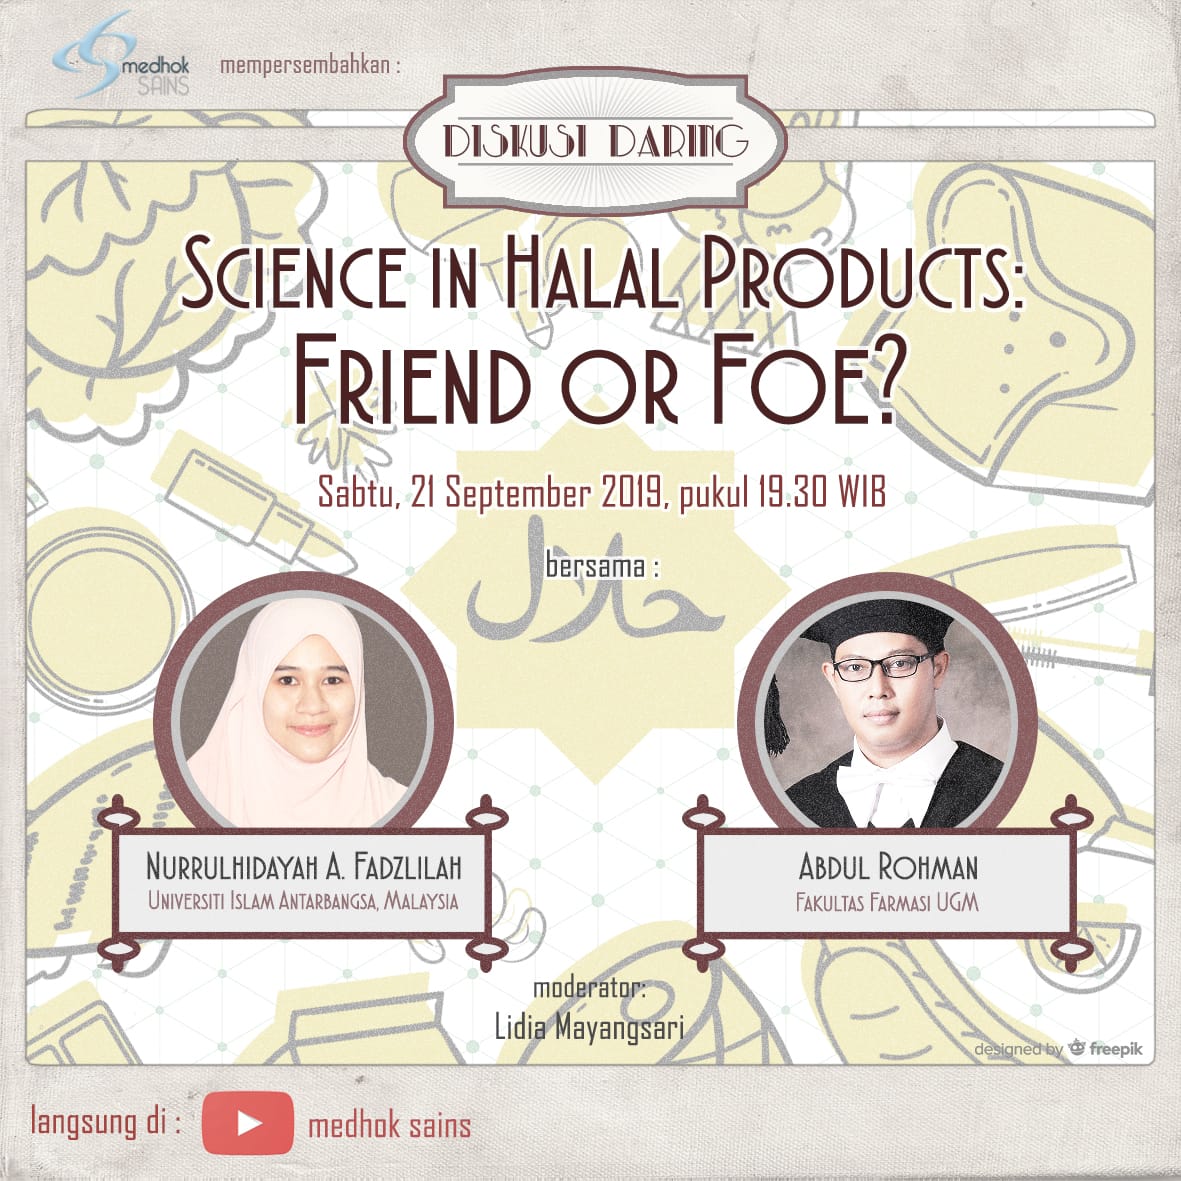 medhok
SAINS
mempersembahkan :
DISKUSI DARING
SCIENCE IN HALAL PRODUCTS:
FRIEND OR FOE?
Sabtu, 21 September 2019, pukul 19.30 WIB
bersama :
حلال
NURRULHIDAYAH A. FADZLILAH
UNIVERSITI ISLAM ANTARBANGSA, MALAYSIA
ABDUL ROHMAN
FAKULTAS FARMASI UGM
moderator:
Lidia Mayangsari
designed by freepik
langsung di :
medhok sains